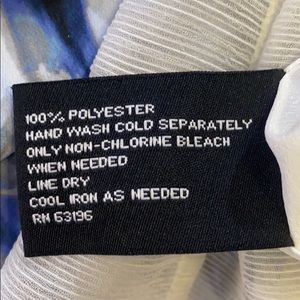 100% POLYESTER
HAND WASH COLD SEPARATELY
ONLY NON-CHLORINE BLEACH
WHEN NEEDED
LINE DRY
COOL IRON AS NEEDED
RN 63196